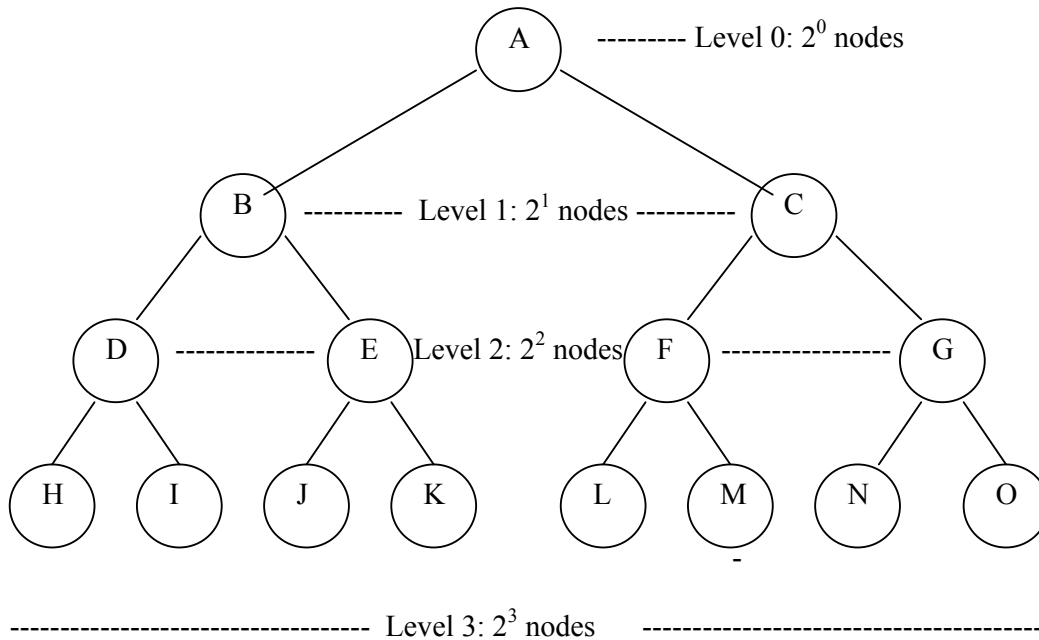 A --------- Level 0: 2⁰ nodes
B ---------- Level 1: 2¹ nodes ---------- C
D -------------- E Level 2: 2² nodes F -------------- G
H I J K L M N O
-
------------------------------------ Level 3: 2³ nodes ----------------------------------------